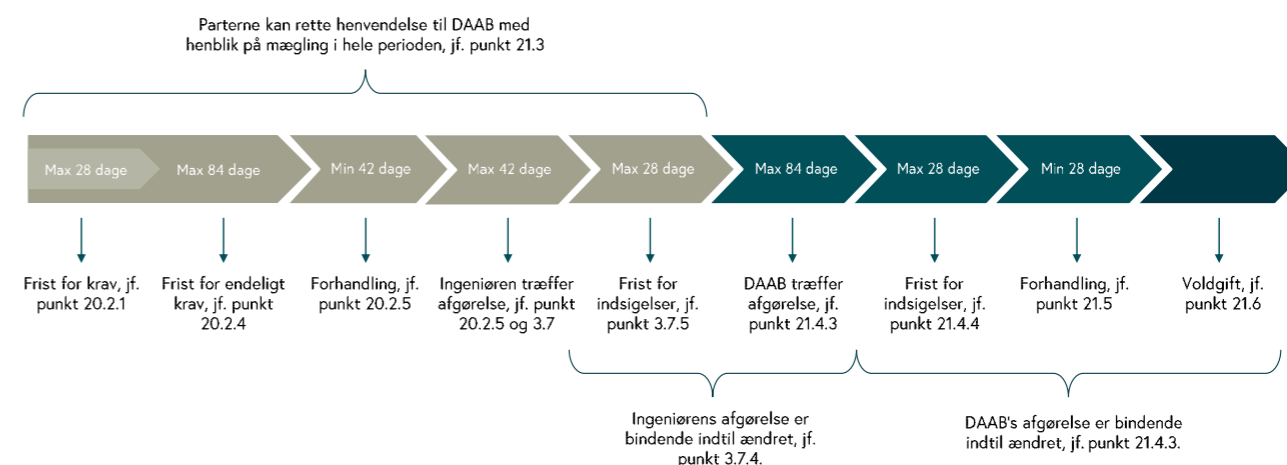 Parterne kan rette henvendelse til DAAB med
henblik på mægling i hele perioden, jf. punkt 21.3
Max 28 dage
Max 84 dage
Min 42 dage
Max 42 dage
Max 28 dage
Max 84 dage
Max 28 dage
Min 28 dage
Frist for krav, jf.
punkt 20.2.1
Frist for endeligt
krav, jf. punkt
20.2.4
Forhandling, jf.
punkt 20.2.5
Ingeniøren træffer
afgørelse, jf. punkt
20.2.5 og 3.7
Frist for
indsigelser, jf.
punkt 3.7.5
DAAB træffer
afgørelse, jf.
punkt 21.4.3
Frist for
indsigelser, jf.
punkt 21.4.4
Forhandling, jf.
punkt 21.5
Voldgift, jf.
punkt 21.6
Ingeniørens afgørelse er
bindende indtil ændret, jf.
punkt 3.7.4.
DAAB's afgørelse er bindende
indtil ændret, jf. punkt 21.4.3.